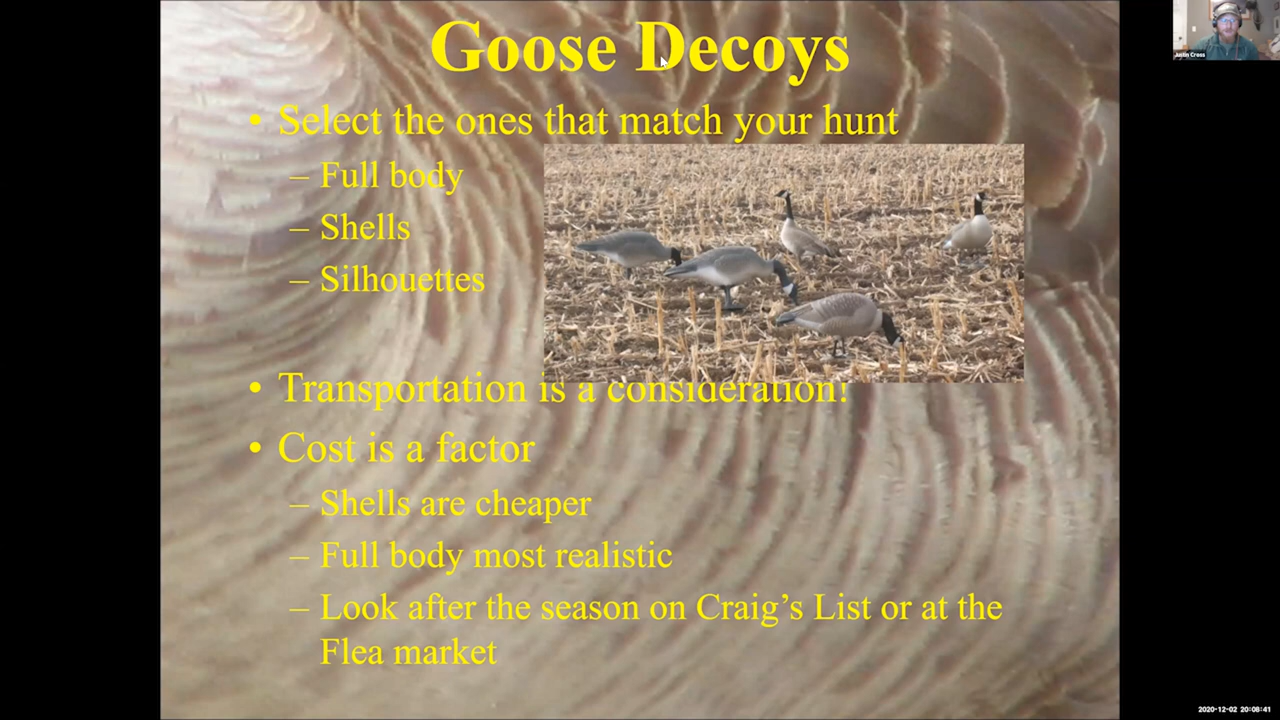 Goose Decoys
• Select the ones that match your hunt
– Full body
– Shells
– Silhouettes
• Transportation is a consideration!
• Cost is a factor
– Shells are cheaper
– Full body most realistic
– Look after the season on Craig’s List or at the
Flea market
Justin Cross
2020-12-02 20:08:41